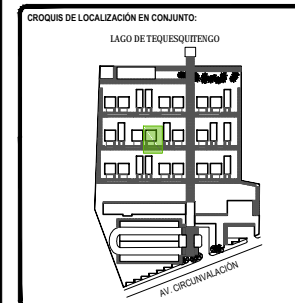 CROQUIS DE LOCALIZACIÓN EN CONJUNTO:
LAGO DE TEQUESQUITENGO
AV. CIRCUNVALACIÓN